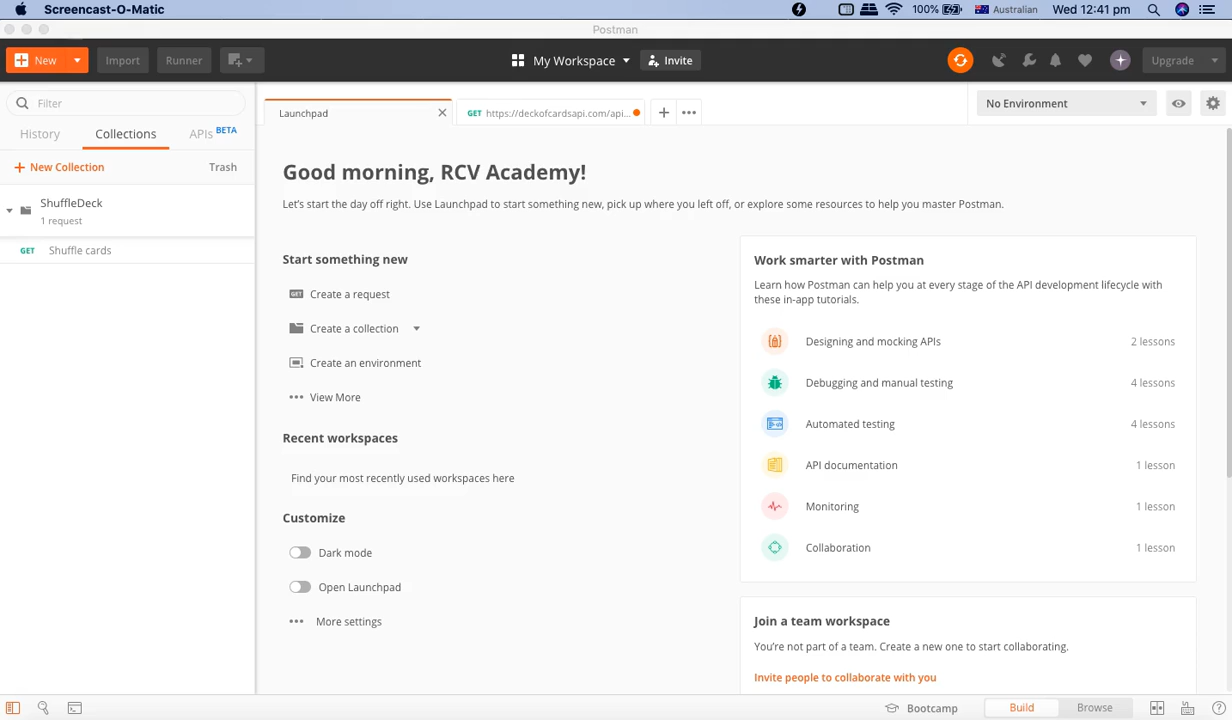 Screencast-O-Matic
100%
Australian
Wed 12:41 pm
Postman
New
Import
Runner
My Workspace
Invite
Upgrade
Filter
History
Collections
APIs BETA
New Collection
Trash
ShuffleDeck
1 request
GET Shuffle cards
Launchpad
GET https://deckofcardsapi.com/api...
No Environment
Good morning, RCV Academy!
Let's start the day off right. Use Launchpad to start something new, pick up where you left off, or explore some resources to help you master Postman.
Start something new
GET Create a request
Create a collection
Create an environment
View More
Recent workspaces
Find your most recently used workspaces here
Customize
Dark mode
Open Launchpad
More settings
Work smarter with Postman
Learn how Postman can help you at every stage of the API development lifecycle with
these in-app tutorials.
Designing and mocking APIs 2 lessons
Debugging and manual testing 4 lessons
Automated testing 4 lessons
API documentation 1 lesson
Monitoring 1 lesson
Collaboration 1 lesson
Join a team workspace
You're not part of a team. Create a new one to start collaborating.
Invite people to collaborate with you
Bootcamp
Build
Browse